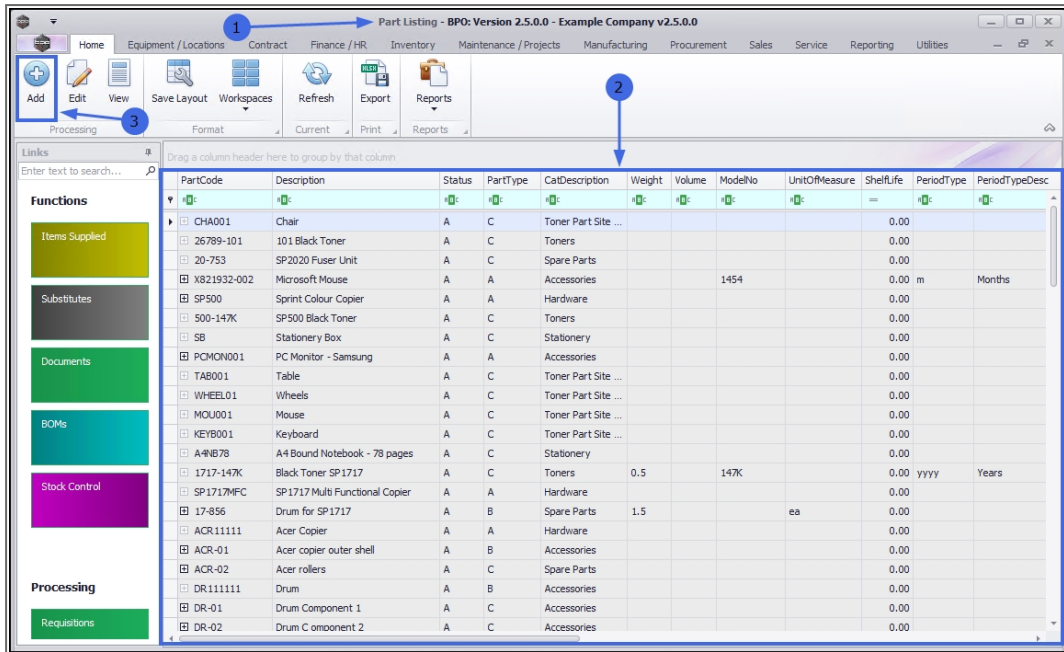 Part Listing - BPO: Version 2.5.0.0 - Example Company v2.5.0.0
1
Home Equipment / Locations Contract Finance / HR Inventory Maintenance / Projects Manufacturing Procurement Sales Service Reporting Utilities
Add Edit View Save Layout Workspaces Refresh Export Reports
XLSX
2
3
Processing Format Current Print Reports
Links
Drag a column header here to group by that column
Enter text to search...
PartCode Description Status PartType CatDescription Weight Volume ModelNo UnitOfMeasure ShelfLife PeriodType PeriodTypeDesc
Functions
=
CHA001 Chair A C Toner Part Site ... 0.00
Items Supplied
26789-101 101 Black Toner A C Toners 0.00
20-753 SP2020 Fuser Unit A C Spare Parts 0.00
X821932-002 Microsoft Mouse A A Accessories 1454 0.00 m Months
Substitutes
SP500 Sprint Colour Copier A A Hardware 0.00
500-147K SP500 Black Toner A C Toners 0.00
SB Stationery Box A C Stationery 0.00
Documents
PCMON001 PC Monitor - Samsung A A Accessories 0.00
TAB001 Table A C Toner Part Site ... 0.00
WHEEL01 Wheels A C Toner Part Site ... 0.00
BOMs
MOU001 Mouse A C Toner Part Site ... 0.00
KEYB001 Keyboard A C Toner Part Site ... 0.00
A4NB78 A4 Bound Notebook - 78 pages A C Stationery 0.00
1717-147K Black Toner SP1717 A C Toners 0.5 147K 0.00 yyyy Years
Stock Control
SP1717MFC SP1717 Multi Functional Copier A A Hardware 0.00
17-856 Drum for SP1717 A B Spare Parts 1.5 ea 0.00
ACR11111 Acer Copier A A Hardware 0.00
ACR-01 Acer copier outer shell A B Accessories 0.00
ACR-02 Acer rollers A C Spare Parts 0.00
Processing
DR111111 Drum A B Accessories 0.00
DR-01 Drum Component 1 A C Accessories 0.00
Requisitions
DR-02 Drum C omponent 2 A C Accessories 0.00